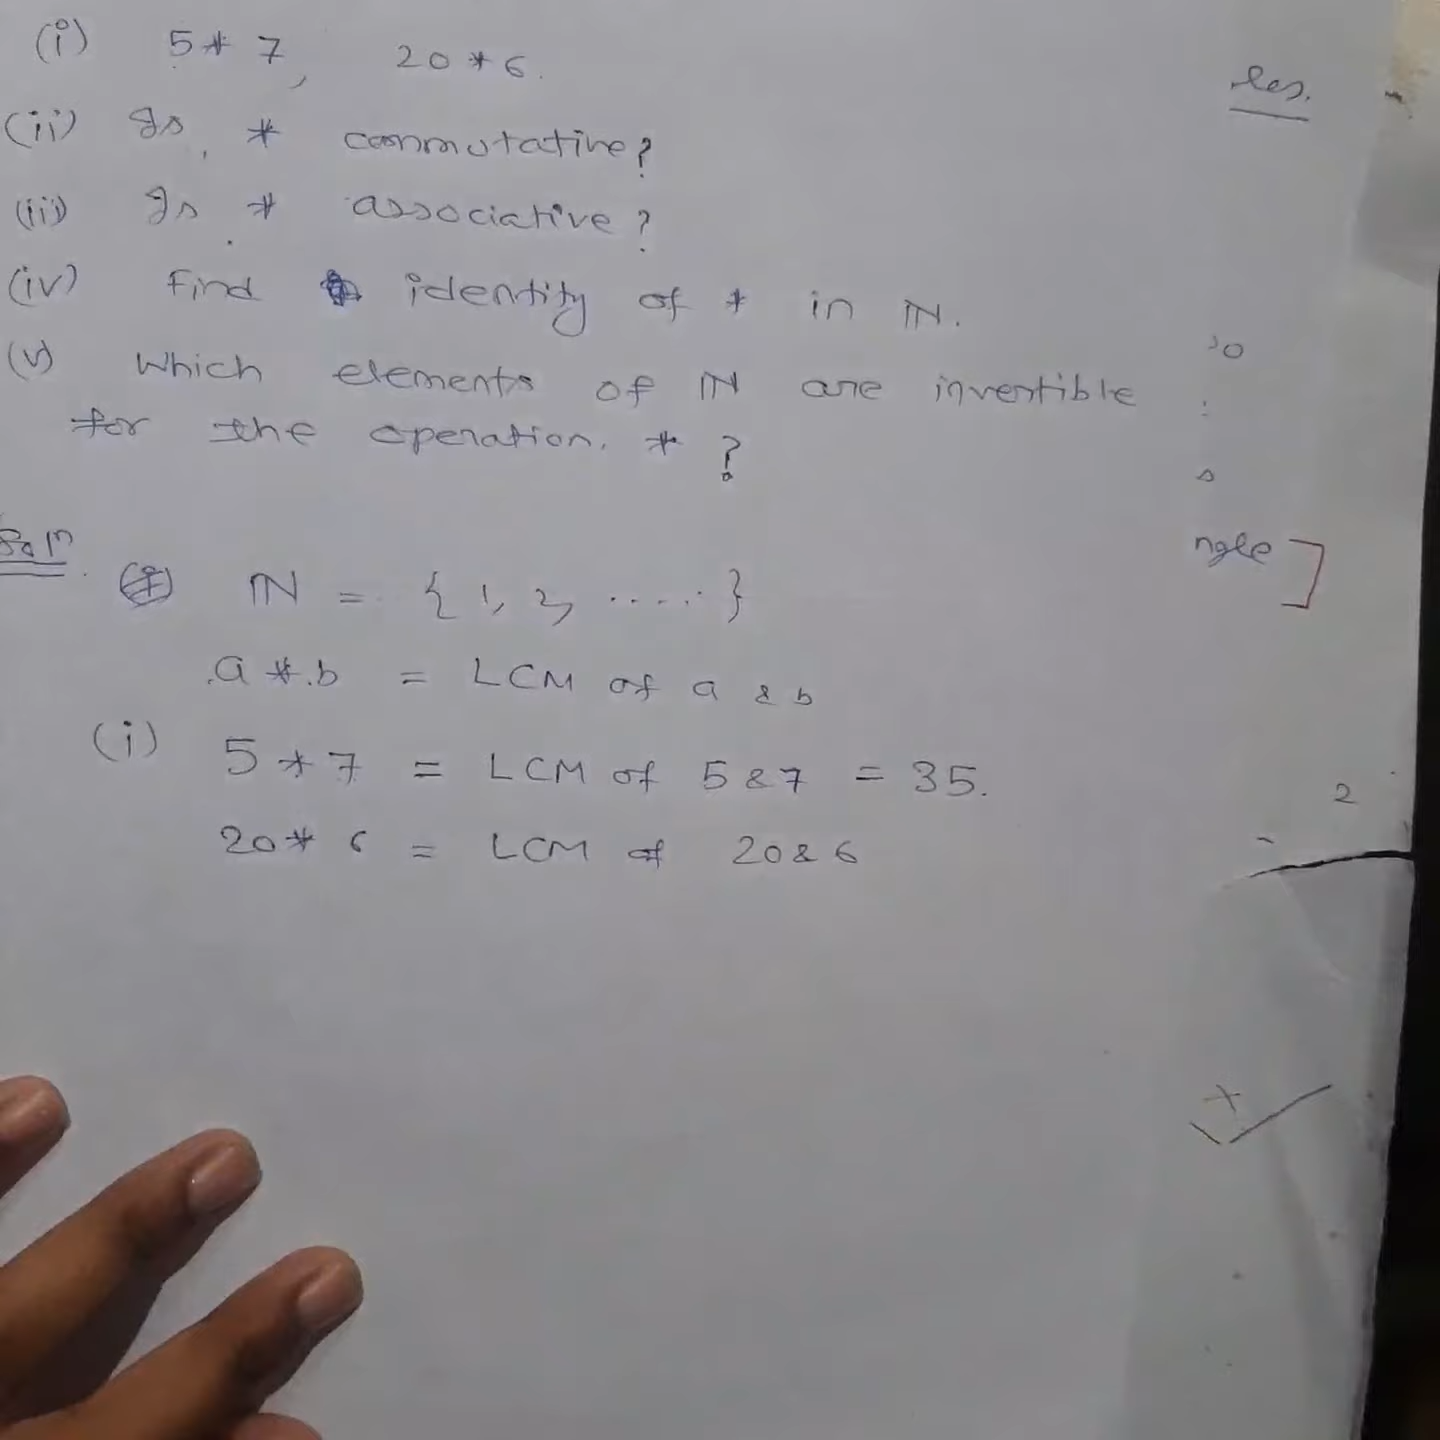 (i) 5 * 7, 20 * 6.
(ii) Is * commutative?
(iii) Is * associative?
(iv) Find identity of * in ℕ.
(v) Which elements of ℕ are invertible
for the operation. * ?
Soln.
ℕ = {1, 2, .....}
a * b = LCM of a & b
(i) 5 * 7 = LCM of 5 & 7 = 35.
20 * 6 = LCM of 20 & 6
les.
:
s
ngle ]
2
-
+